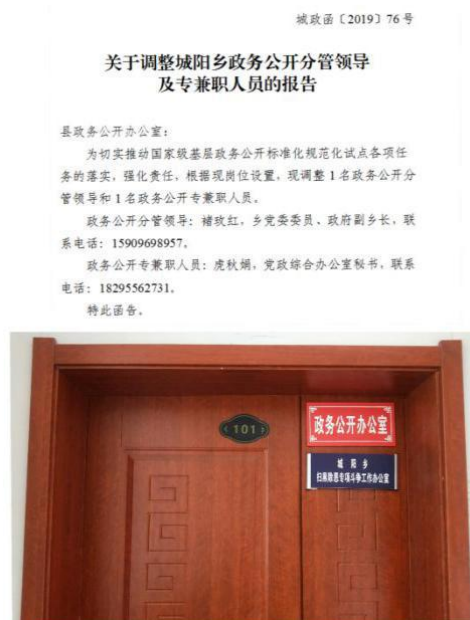 城政函〔2019〕76号
关于调整城阳乡政务公开分管领导
及专兼职人员的报告
县政务公开办公室：
为切实推动国家级基层政务公开标准化规范化试点各项任
务的落实，强化责任，根据现岗位设置，现调整1名政务公开分
管领导和1名政务公开专兼职人员。
政务公开分管领导：褚玫红，乡党委委员、政府副乡长，联
系电话：15909698957。
政务公开专兼职人员：虎秋娟，党政综合办公室秘书，联系
电话：18295562731。
特此函告。
101
政务公开办公室
城阳乡
扫黑除恶专项斗争工作办公室